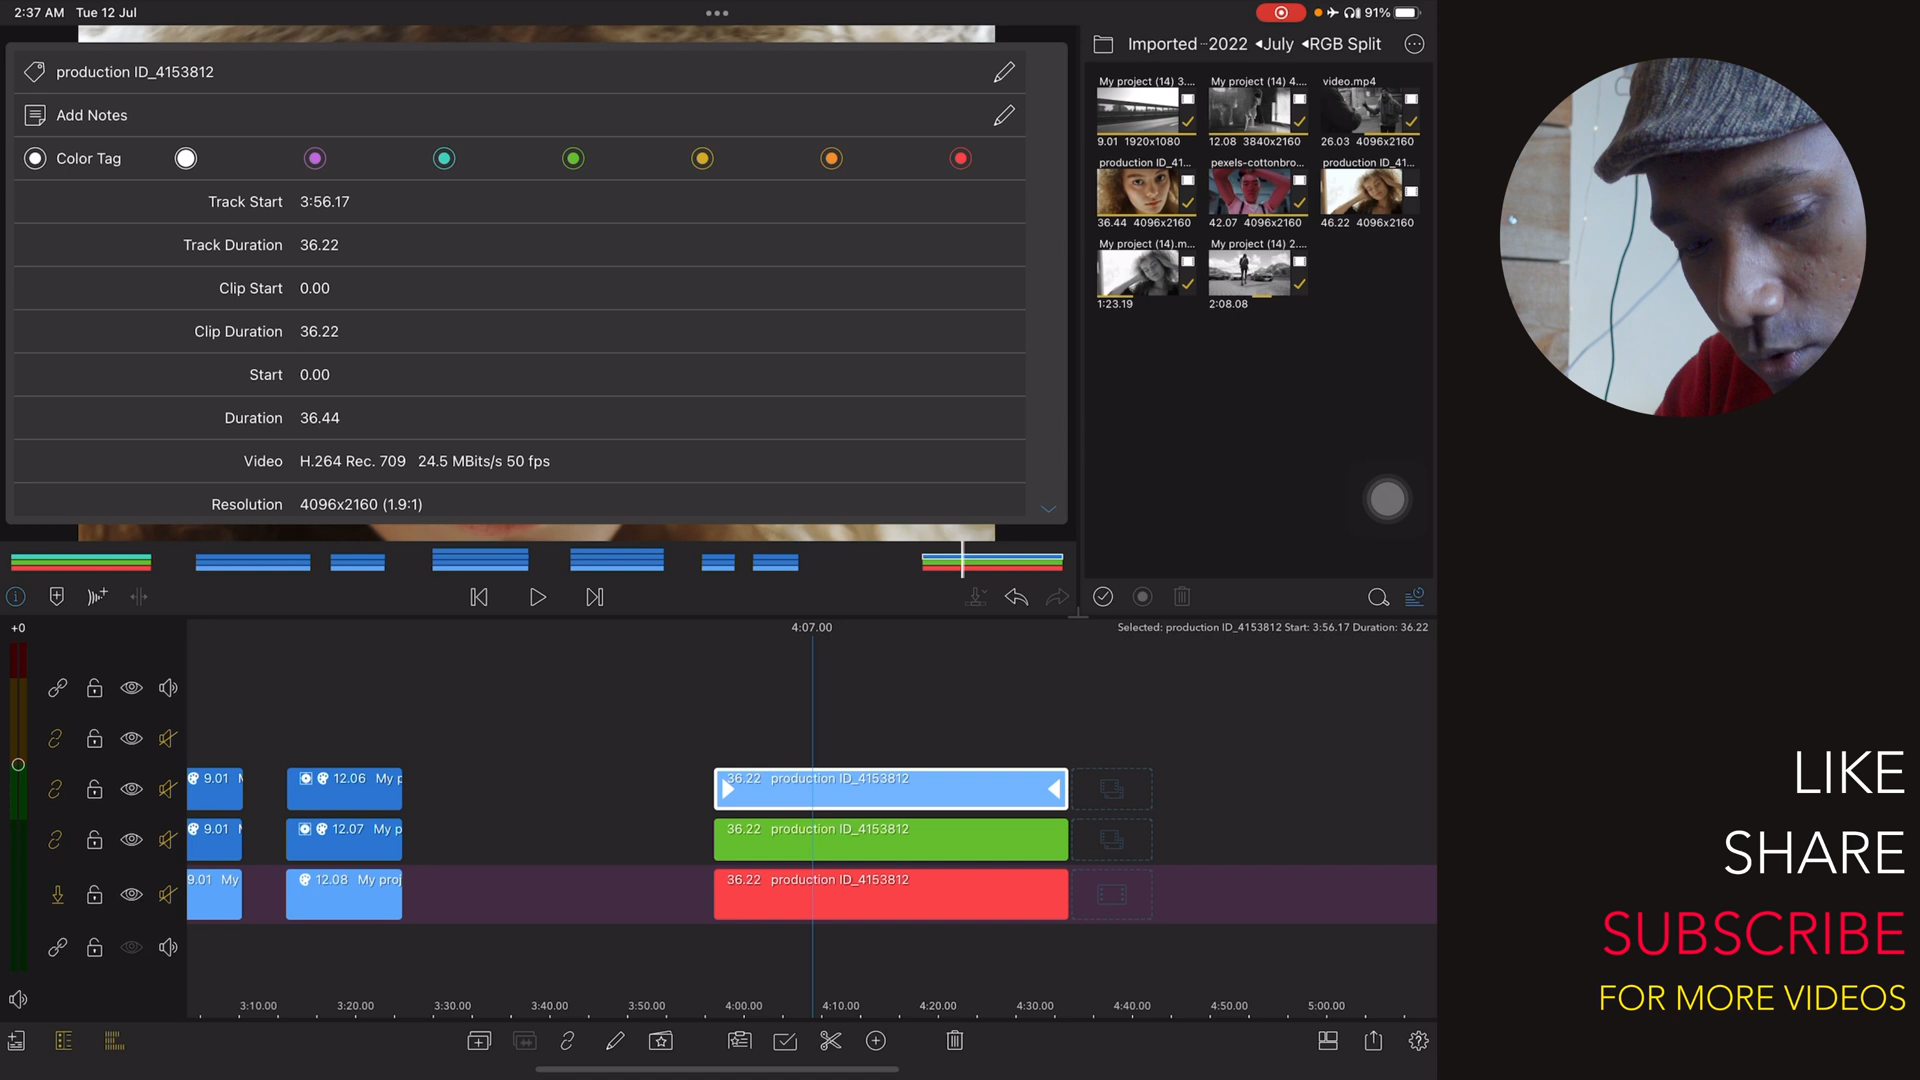 2:37 AM Tue 12 Jul
91%
production ID_4153812
Add Notes
Color Tag
Track Start 3:56.17
Track Duration 36.22
Clip Start 0.00
Clip Duration 36.22
Start 0.00
Duration 36.44
Video H.264 Rec. 709 24.5 MBits/s 50 fps
Resolution 4096x2160 (1.9:1)
Imported 2022 July RGB Split
My project (14) 3... My project (14) 4.... video.mp4
9.01 1920x1080 12.08 3840x2160 26.03 4096x2160
production ID_41... pexels-cottonbro... production ID_41...
36.44 4096x2160 42.07 4096x2160 46.22 4096x2160
My project (14).m... My project (14) 2....
1:23.19 2:08.08
+0
4:07.00
Selected: production ID_4153812 Start: 3:56.17 Duration: 36.22
9.01 12.06 My p 36.22 production ID_4153812
9.01 12.07 My p 36.22 production ID_4153812
9.01 My 12.08 My proj 36.22 production ID_4153812
3:10.00 3:20.00 3:30.00 3:40.00 3:50.00 4:00.00 4:10.00 4:20.00 4:30.00 4:40.00 4:50.00 5:00.00
LIKE
SHARE
SUBSCRIBE
FOR MORE VIDEOS